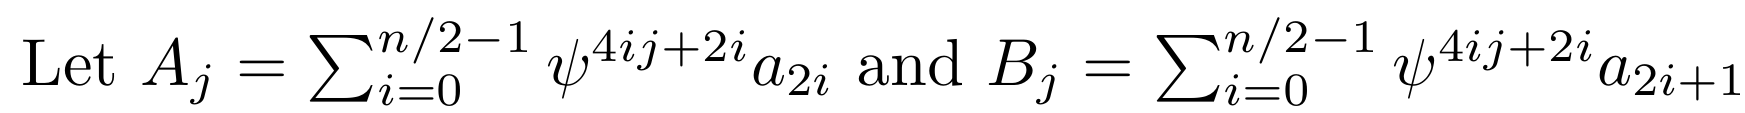 Let $A_j = \sum_{i=0}^{n/2-1} \psi^{4ij+2i} a_{2i}$ and $B_j = \sum_{i=0}^{n/2-1} \psi^{4ij+2i} a_{2i+1}$